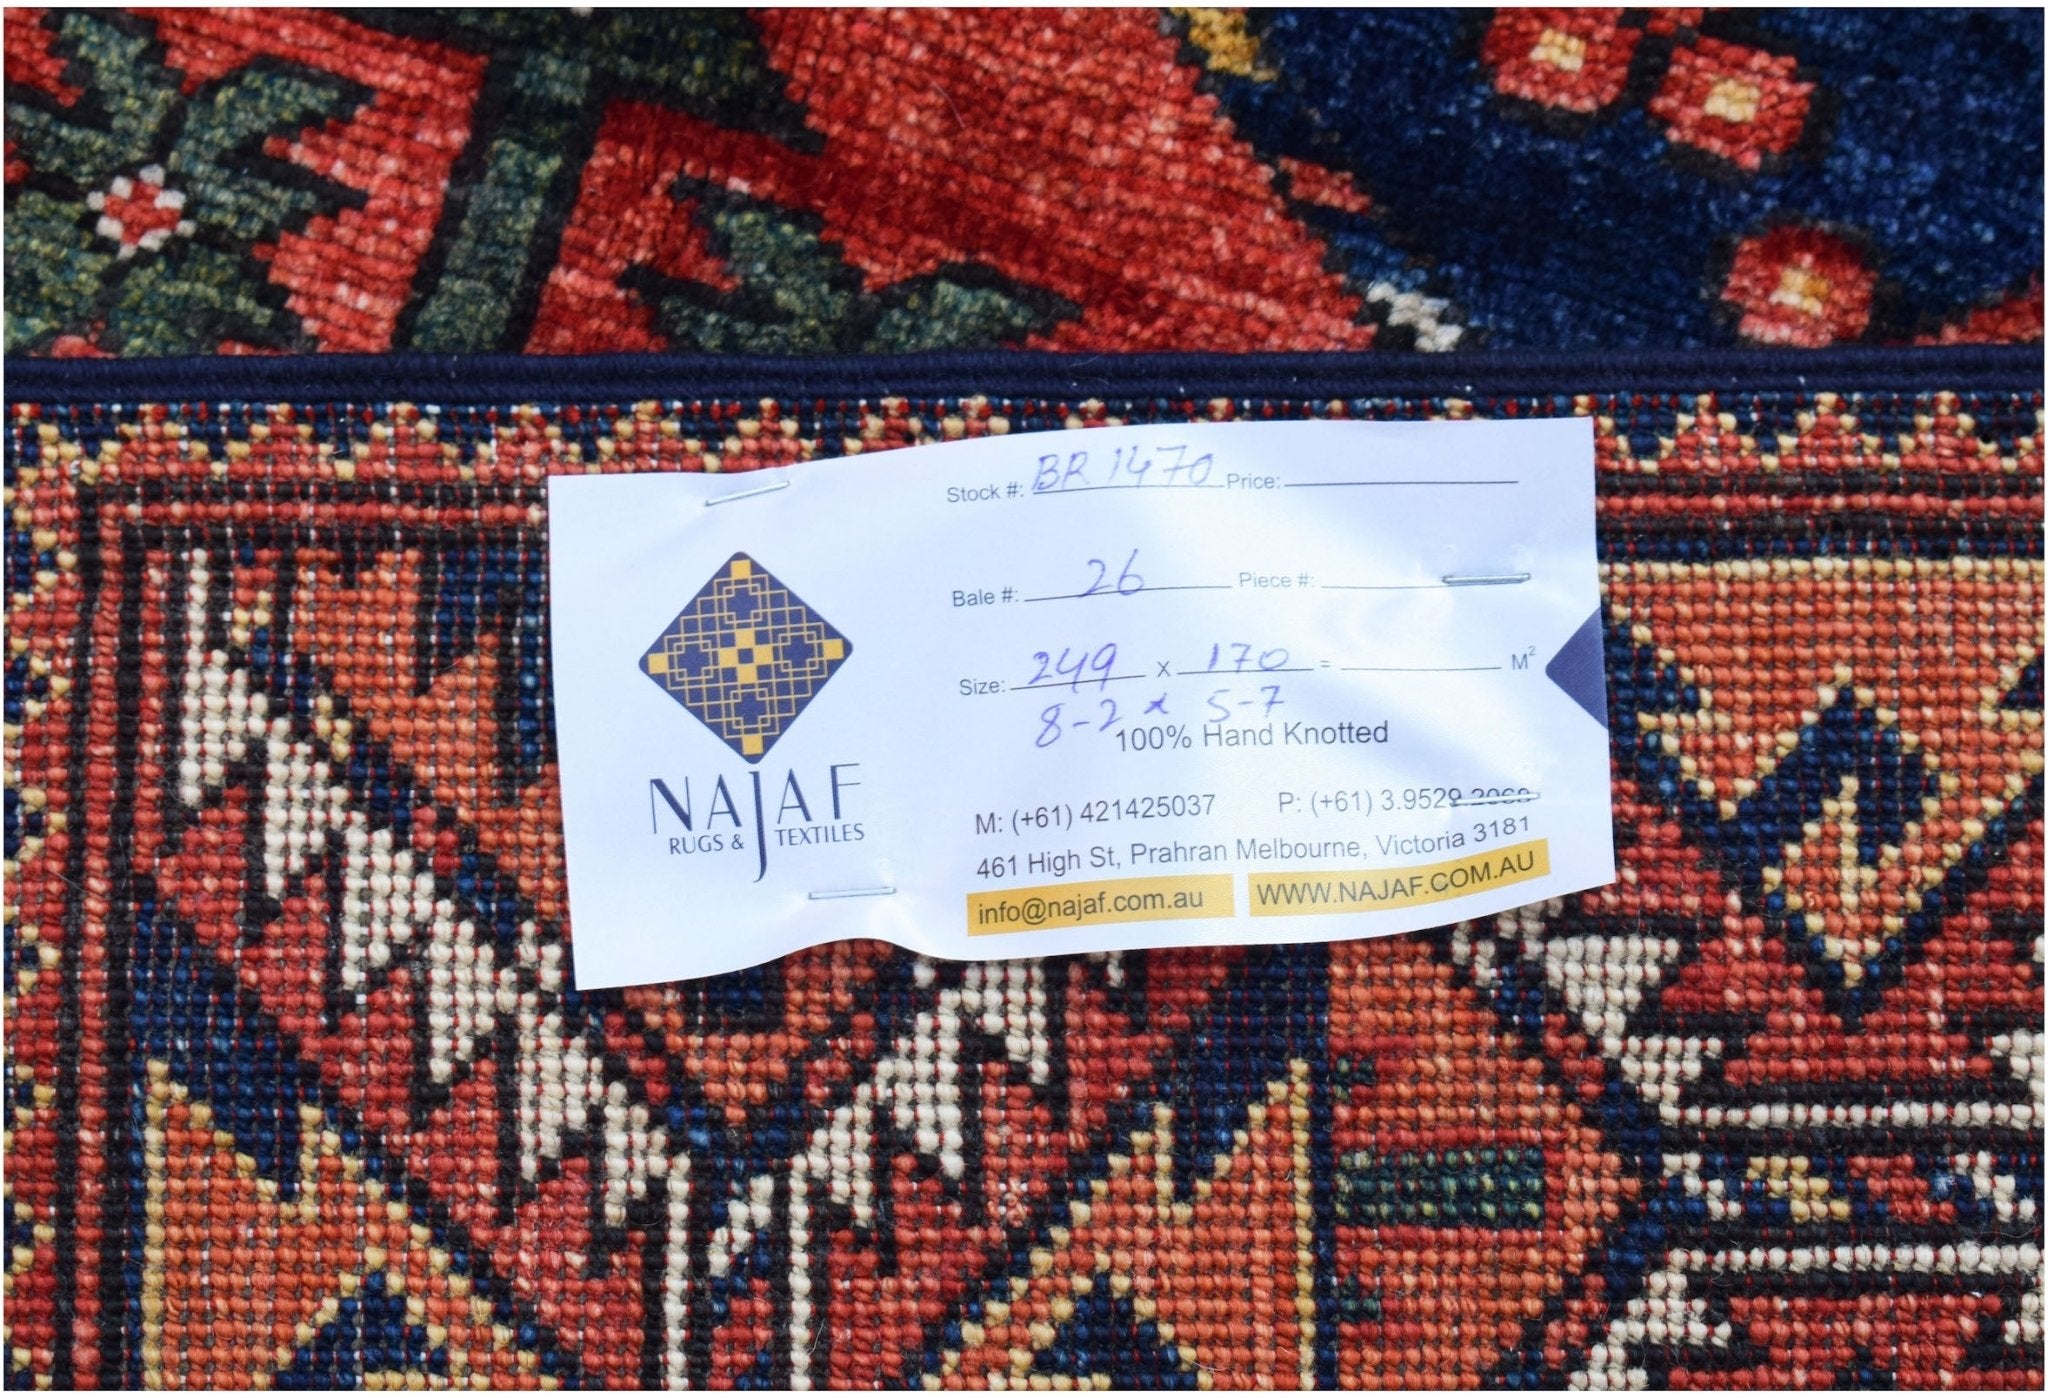 Stock #: BR 1470 Price:
Bale #: 26 Piece #:
Size: 249 x 170 = M²
8-2 x 5-7
100% Hand Knotted
NAJAF
RUGS & TEXTILES
M: (+61) 421425037 P: (+61) 3.9529
461 High St, Prahran Melbourne, Victoria 3181
info@najaf.com.au WWW.NAJAF.COM.AU